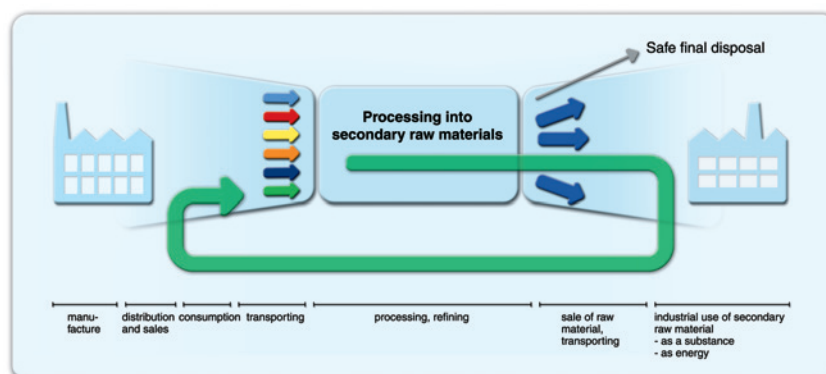 Safe final disposal
Processing into
secondary raw materials
manu-
facture
distribution
and sales
consumption
transporting
processing, refining
sale of raw
material,
transporting
industrial use of secondary
raw material
- as a substance
- as energy